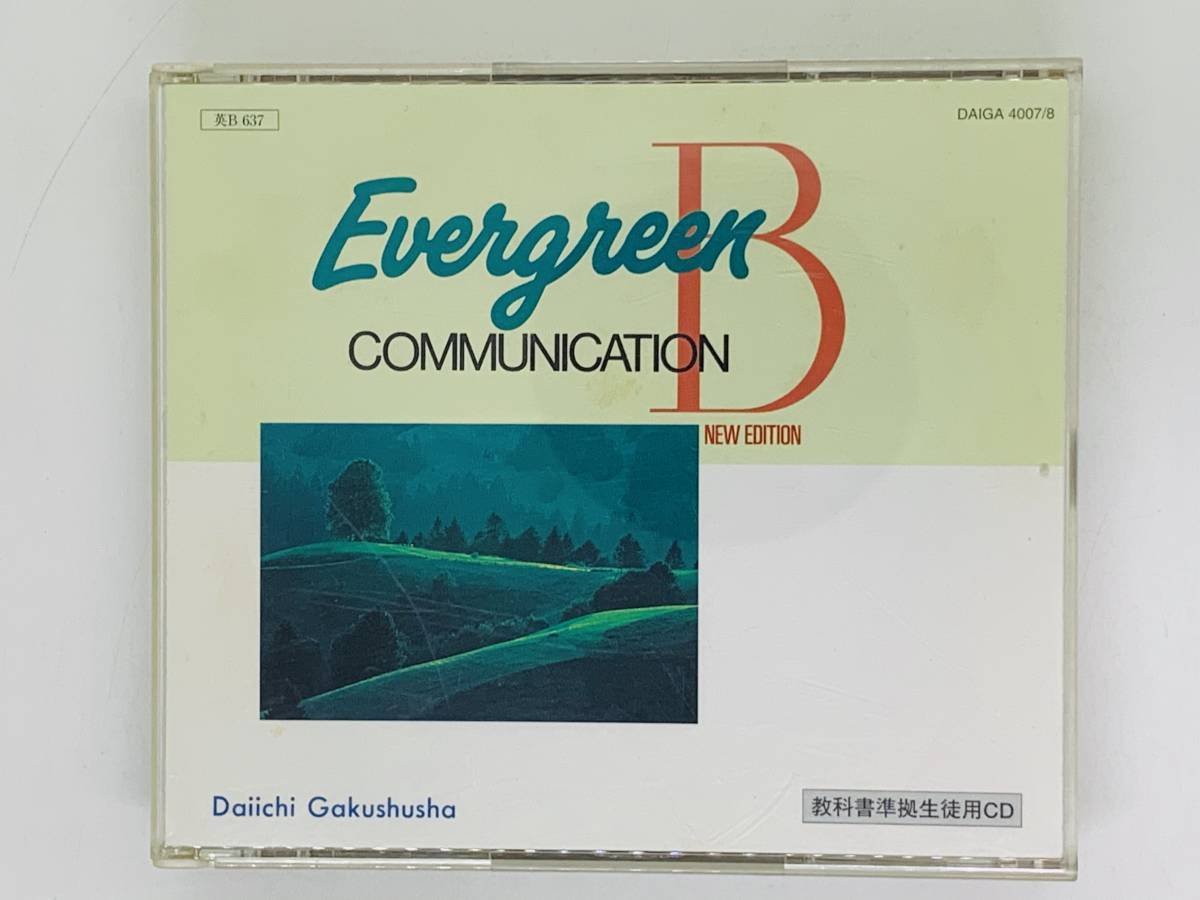 英B 637
DAIGA 4007/8
Evergreen
B
COMMUNICATION
NEW EDITION
Daiichi Gakushusha
教科書準拠生徒用CD